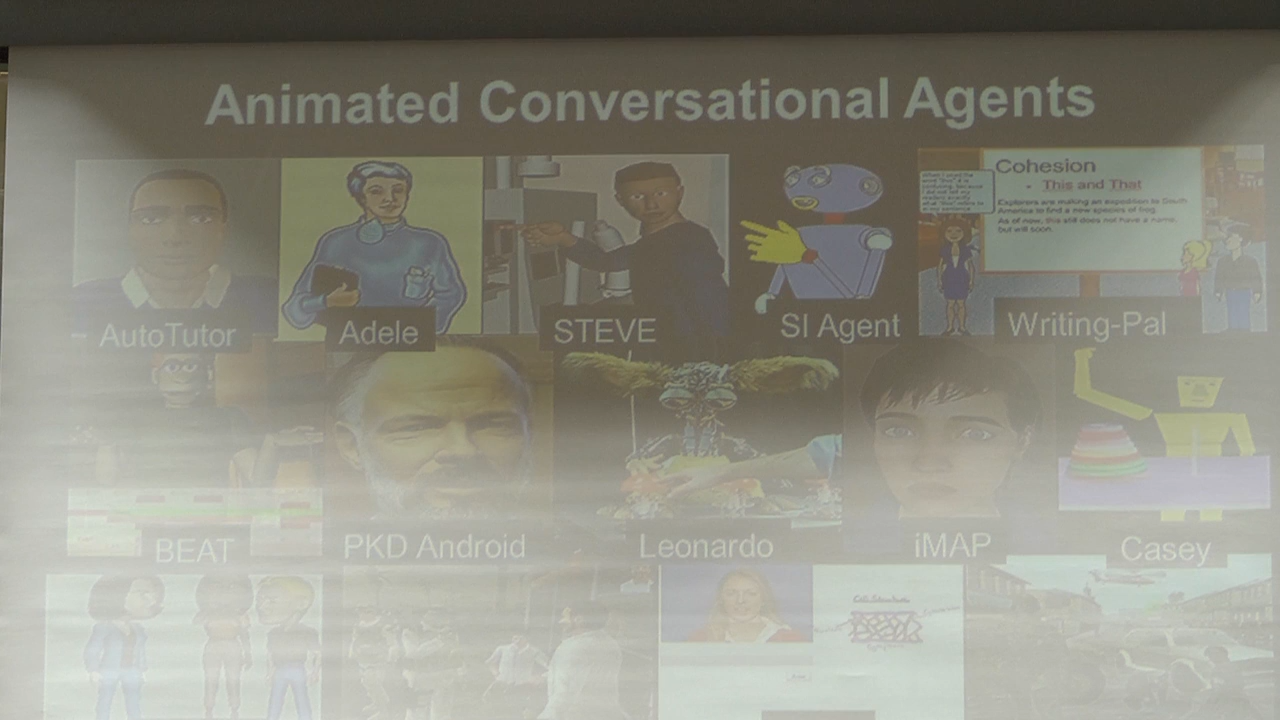 Animated Conversational Agents
Cohesion
- This and That
Explorers are making an expedition to South
America to find a new species of frog.
As of now, this still does not have a name,
but will soon.
AutoTutor
Adele
STEVE
SI Agent
Writing-Pal
BEAT
PKD Android
Leonardo
iMAP
Casey